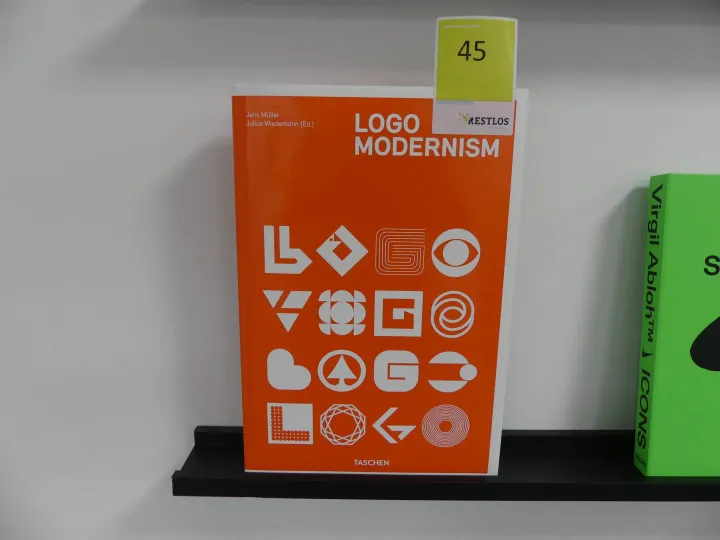 45
RESTLOS
Jens Müller
Julius Wiedemann (Ed.)
LOGO
MODERNISM
TASCHEN
Virgil Abloh™ ICONS
S